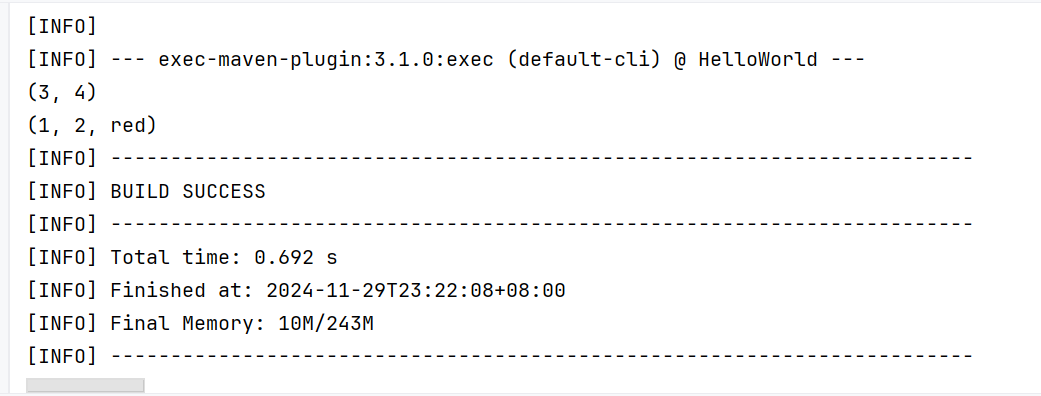 [INFO]
[INFO] --- exec-maven-plugin:3.1.0:exec (default-cli) @ HelloWorld ---
(3, 4)
(1, 2, red)
[INFO] ------------------------------------------------------------------------
[INFO] BUILD SUCCESS
[INFO] ------------------------------------------------------------------------
[INFO] Total time: 0.692 s
[INFO] Finished at: 2024-11-29T23:22:08+08:00
[INFO] Final Memory: 10M/243M
[INFO] ------------------------------------------------------------------------